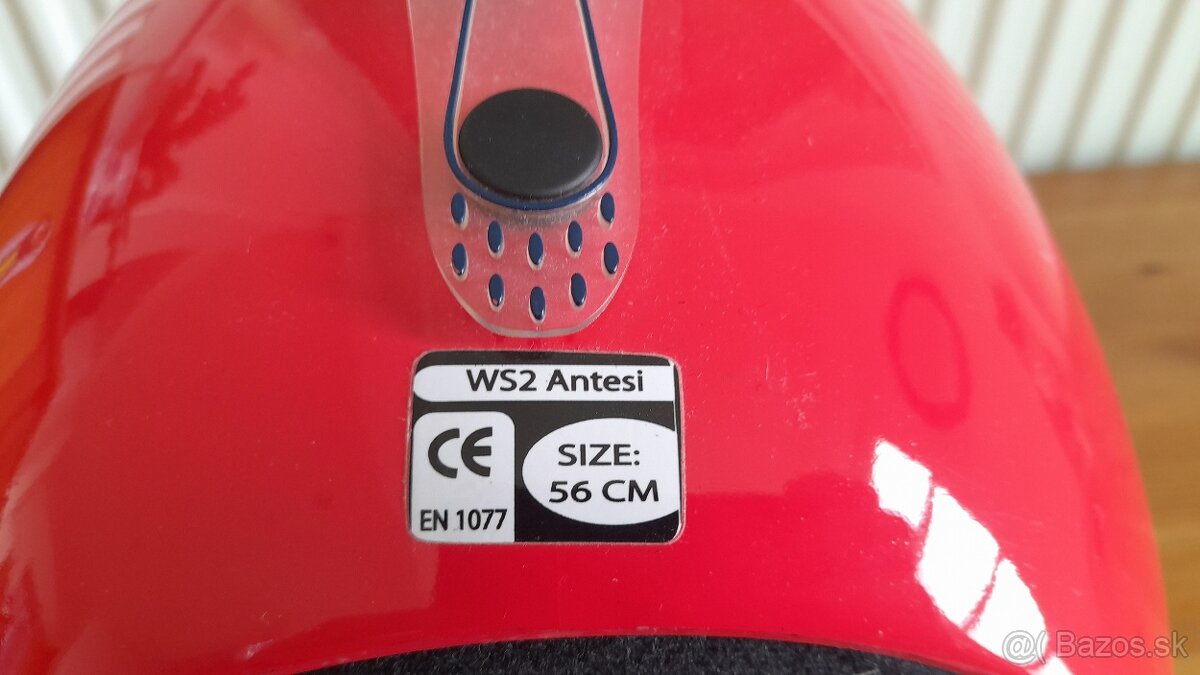 WS2 Antesi
CE
EN 1077
SIZE:
56 CM
@( Bazos.sk